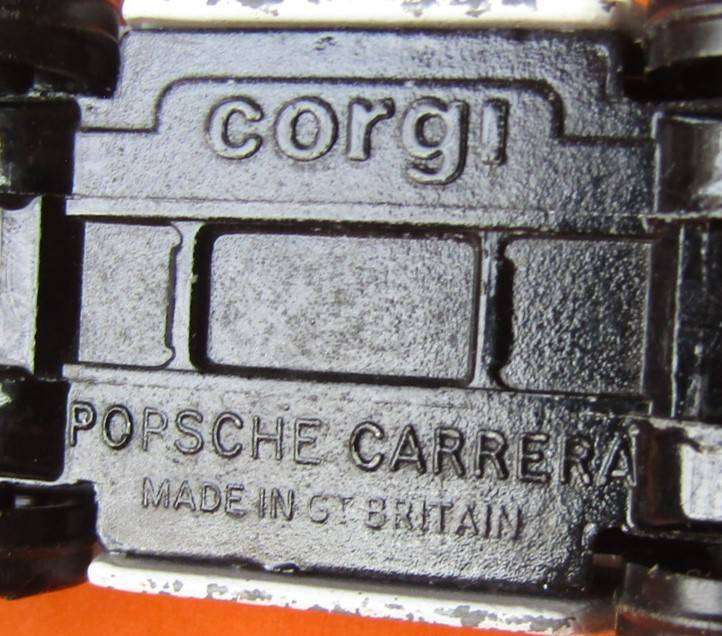 corgi
PORSCHE CARRERA
MADE IN GT BRITAIN